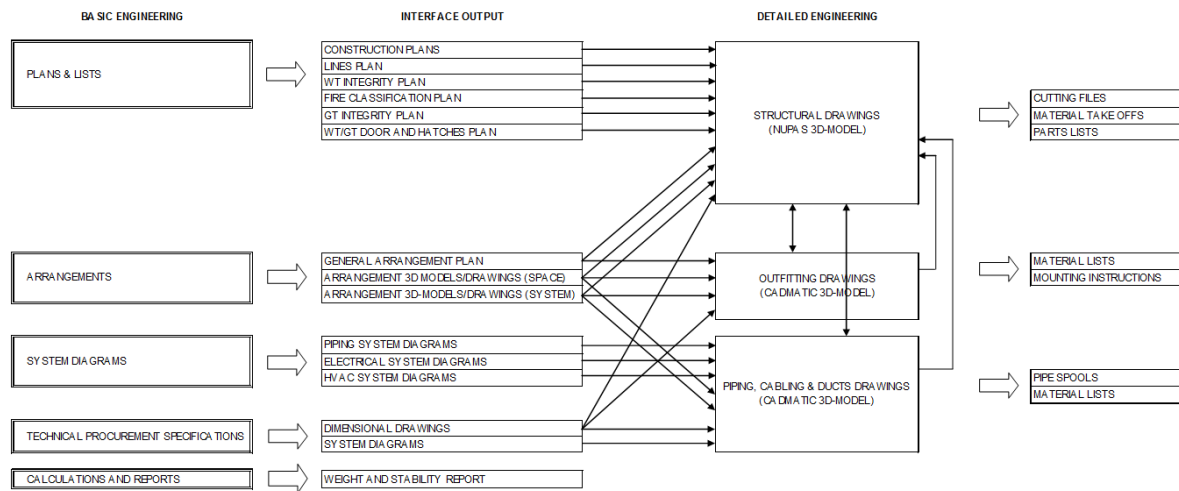 BASIC ENGINEERING
INTERFACE OUTPUT
DETAILED ENGINEERING
PLANS & LISTS
CONSTRUCTION PLANS
LINES PLAN
WT INTEGRITY PLAN
FIRE CLASSIFICATION PLAN
GT INTEGRITY PLAN
WT/GT DOOR AND HATCHES PLAN
STRUCTURAL DRAWINGS
(NUPAS 3D-MODEL)
CUTTING FILES
MATERIAL TAKE OFFS
PARTS LISTS
ARRANGEMENTS
GENERAL ARRANGEMENT PLAN
ARRANGEMENT 3D MODELS/DRAWINGS (SPACE)
ARRANGEMENT 3D-MODELS/DRAWINGS (SYSTEM)
OUTFITTING DRAWINGS
(CADMATIC 3D-MODEL)
MATERIAL LISTS
MOUNTING INSTRUCTIONS
SYSTEM DIAGRAMS
PIPING SYSTEM DIAGRAMS
ELECTRICAL SYSTEM DIAGRAMS
HVAC SYSTEM DIAGRAMS
PIPING, CABLING & DUCTS DRAWINGS
(CADMATIC 3D-MODEL)
PIPE SPOOLS
MATERIAL LISTS
TECHNICAL PROCUREMENT SPECIFICATIONS
DIMENSIONAL DRAWINGS
SYSTEM DIAGRAMS
CALCULATIONS AND REPORTS
WEIGHT AND STABILITY REPORT